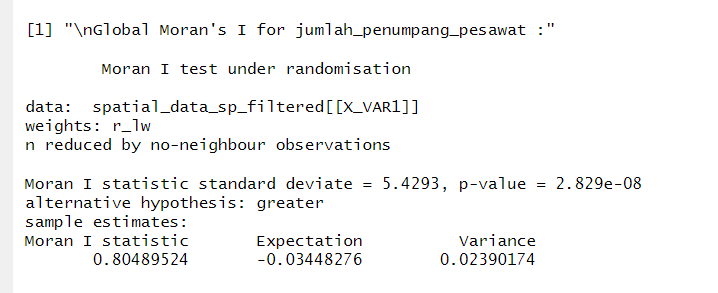 [1] "\nGlobal Moran's I for jumlah_penumpang_pesawat :"
Moran I test under randomisation
data:  spatial_data_sp_filtered[[X_VAR1]]
weights: r_lw
n reduced by no-neighbour observations
Moran I statistic standard deviate = 5.4293, p-value = 2.829e-08
alternative hypothesis: greater
sample estimates:
Moran I statistic       Expectation          Variance
0.80489524       -0.03448276        0.02390174